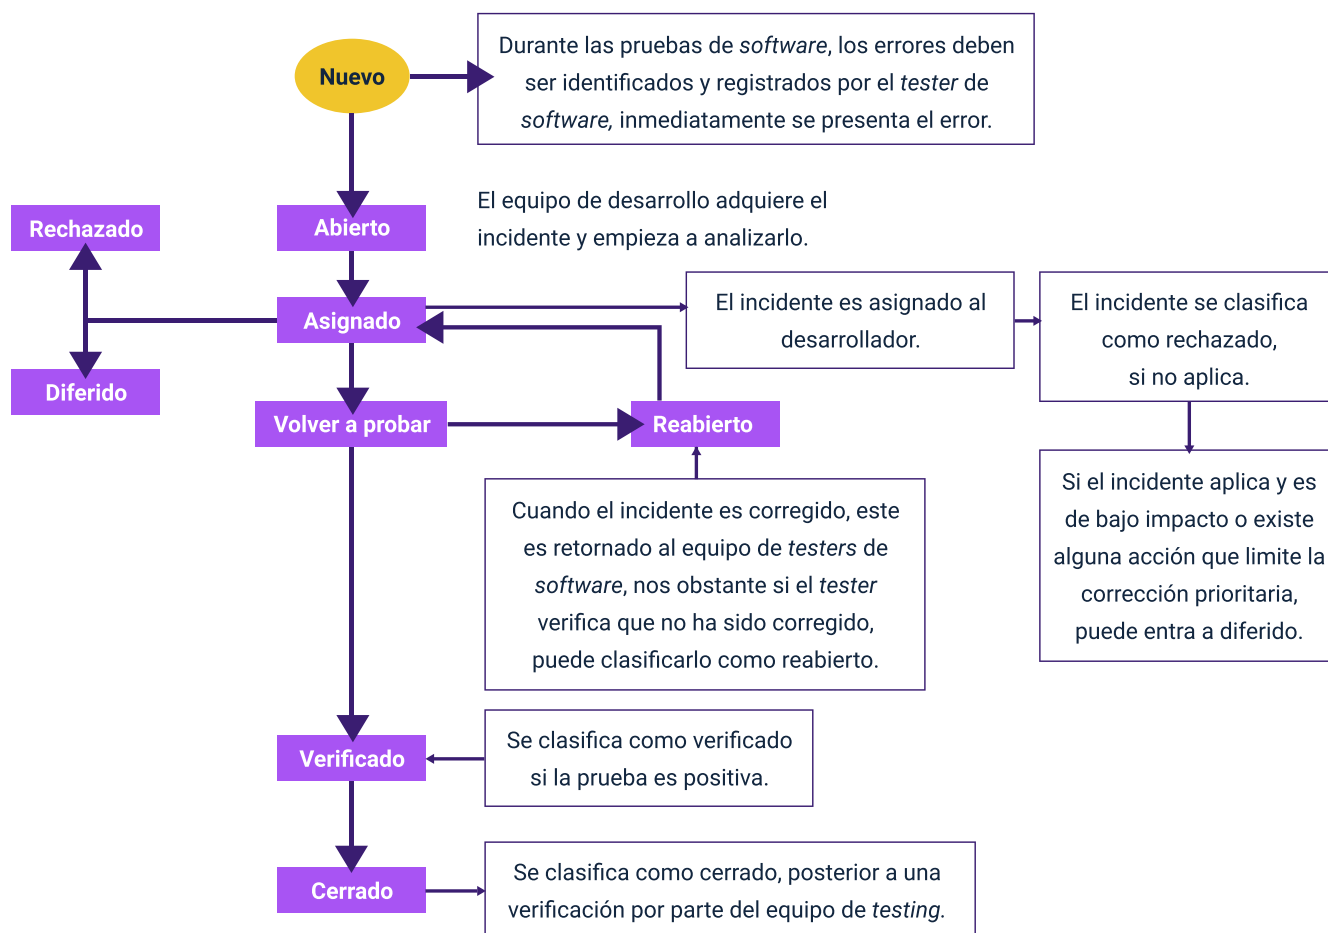 Nuevo
Durante las pruebas de software, los errores deben
ser identificados y registrados por el tester de
software, inmediatamente se presenta el error.
Abierto
El equipo de desarrollo adquiere el
incidente y empieza a analizarlo.
Rechazado
Asignado
El incidente es asignado al
desarrollador.
El incidente se clasifica
como rechazado,
si no aplica.
Diferido
Volver a probar
Reabierto
Si el incidente aplica y es
de bajo impacto o existe
alguna acción que limite la
corrección prioritaria,
puede entra a diferido.
Cuando el incidente es corregido, este
es retornado al equipo de testers de
software, nos obstante si el tester
verifica que no ha sido corregido,
puede clasificarlo como reabierto.
Verificado
Se clasifica como verificado
si la prueba es positiva.
Cerrado
Se clasifica como cerrado, posterior a una
verificación por parte del equipo de testing.